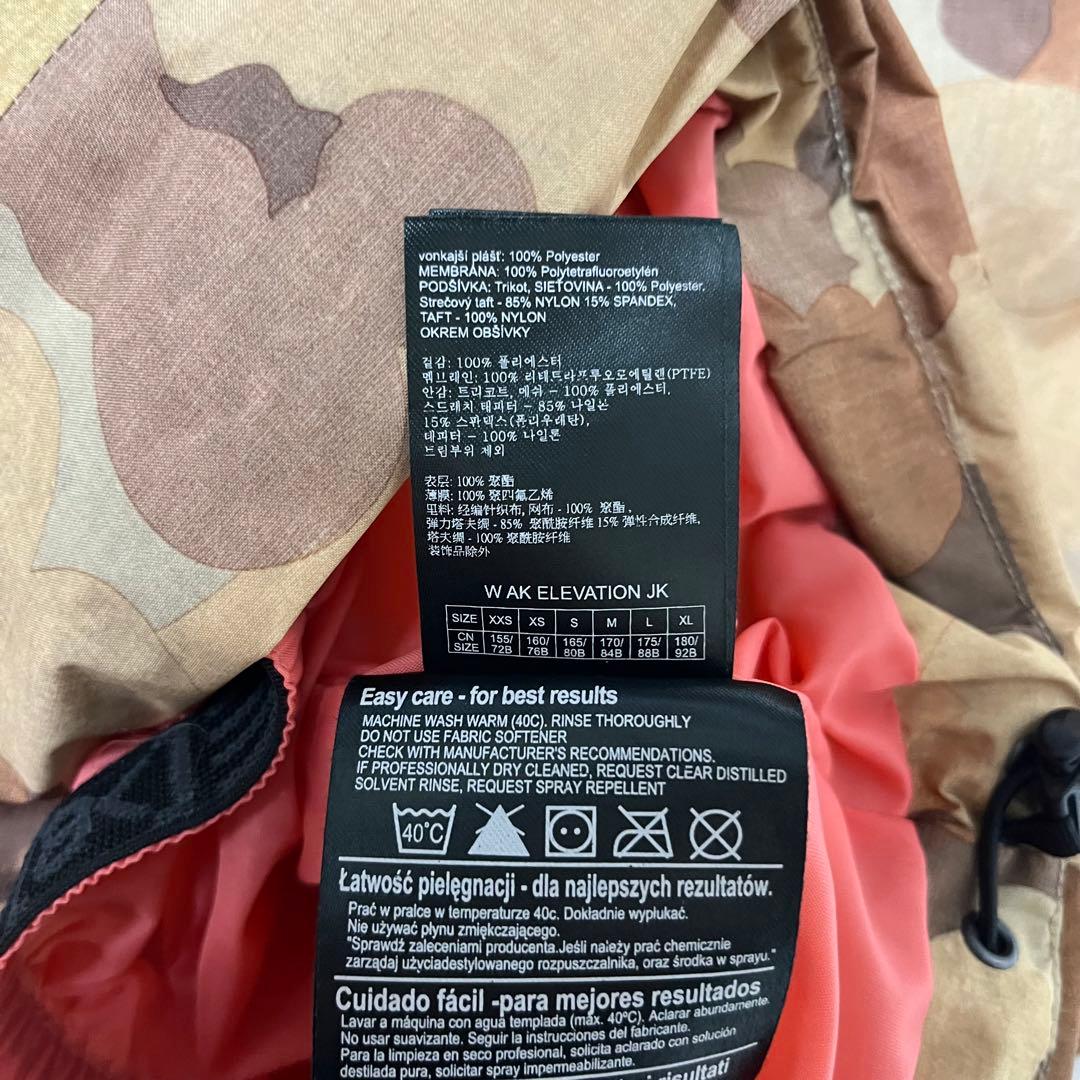 vonkajší plášť: 100% Polyester
MEMBRÁNA: 100% Polytetrafluoroetylén
PODŠÍVKA: Trikot, SIEŤOVINA - 100% Polyester.
Strečový taft - 85% NYLON 15% SPANDEX,
TAFT - 100% NYLON
OKREM OBŠÍVKY
겉감: 100% 폴리에스터
멤브레인: 100% 리테트라프루오로에틸렌(PTFE)
안감: 트리코트, 메쉬 - 100% 폴리에스터,
스드래치 테피터 - 85% 나일본
15% 스판덱스(폴리우레탄),
테피터 - 100% 나일론
트림부위 제외
表层: 100% 聚酯
薄膜: 100% 聚四氟乙烯
里料: 经编针织布, 网布 - 100% 聚酯,
弹力塔夫绸 - 85% 聚酰胺纤维 15% 弹性合成纤维,
塔夫绸 - 100% 聚酰胺纤维
装饰品除外
W AK ELEVATION JK
SIZE XXS XS S M L XL
CN SIZE 155/72B 160/76B 165/80B 170/84B 175/88B 180/92B
Easy care - for best results
MACHINE WASH WARM (40C). RINSE THOROUGHLY
DO NOT USE FABRIC SOFTENER
CHECK WITH MANUFACTURER'S RECOMMENDATIONS.
IF PROFESSIONALLY DRY CLEANED, REQUEST CLEAR DISTILLED
SOLVENT RINSE, REQUEST SPRAY REPELLENT
40°C
Łatwość pielęgnacji - dla najlepszych rezultatów.
Prać w pralce w temperaturze 40c. Dokładnie wypłukać.
Nie używać płynu zmiękczającego.
"Sprawdź zaleceniami producenta.Jeśli należy prać chemicznie
zarządaj użyciadestylowanego rozpuszczalnika, oraz środka w sprayu."
Cuidado fácil -para mejores resultados
Lavar a máquina con agua templada (máx. 40ºC). Aclarar abundamente.
No usar suavizante. Seguir la instrucciones del fabricante.
Para la limpieza en seco profesional, solicita aclarado con solución
destilada pura, solicitar spray impermeabilizante.
risultati